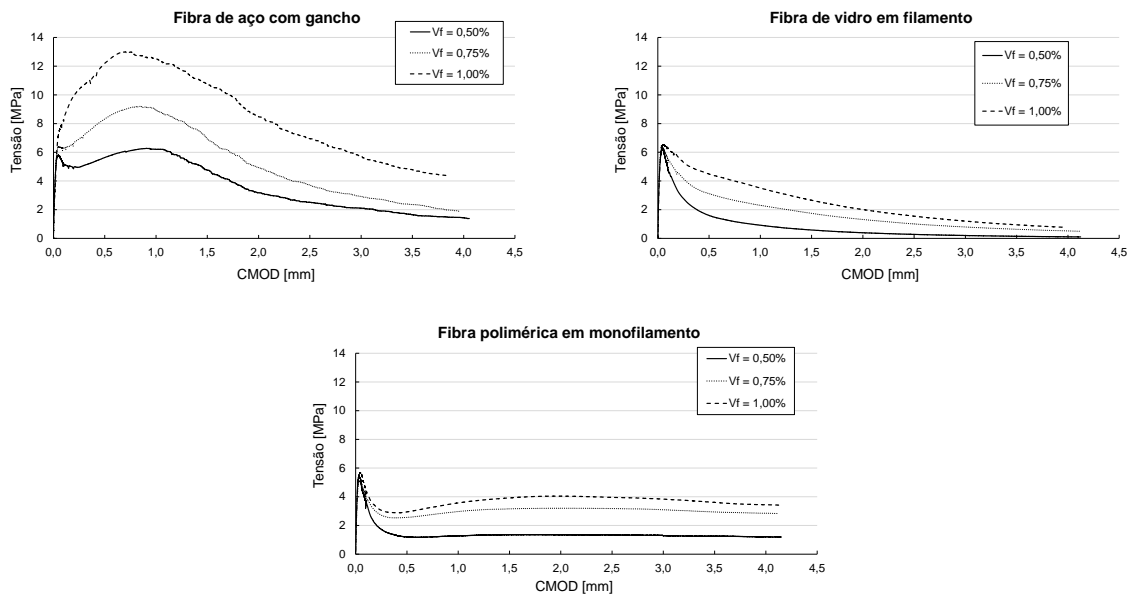 Fibra de aço com gancho
Vf = 0,50%
Vf = 0,75%
Vf = 1,00%
14
12
10
8
6
4
2
0
Tensão [MPa]
0,0 0,5 1,0 1,5 2,0 2,5 3,0 3,5 4,0 4,5
CMOD [mm]
Fibra de vidro em filamento
Vf = 0,50%
Vf = 0,75%
Vf = 1,00%
14
12
10
8
6
4
2
0
Tensão [MPa]
0,0 0,5 1,0 1,5 2,0 2,5 3,0 3,5 4,0 4,5
CMOD [mm]
Fibra polimérica em monofilamento
Vf = 0,50%
Vf = 0,75%
Vf = 1,00%
14
12
10
8
6
4
2
0
Tensão [MPa]
0,0 0,5 1,0 1,5 2,0 2,5 3,0 3,5 4,0 4,5
CMOD [mm]